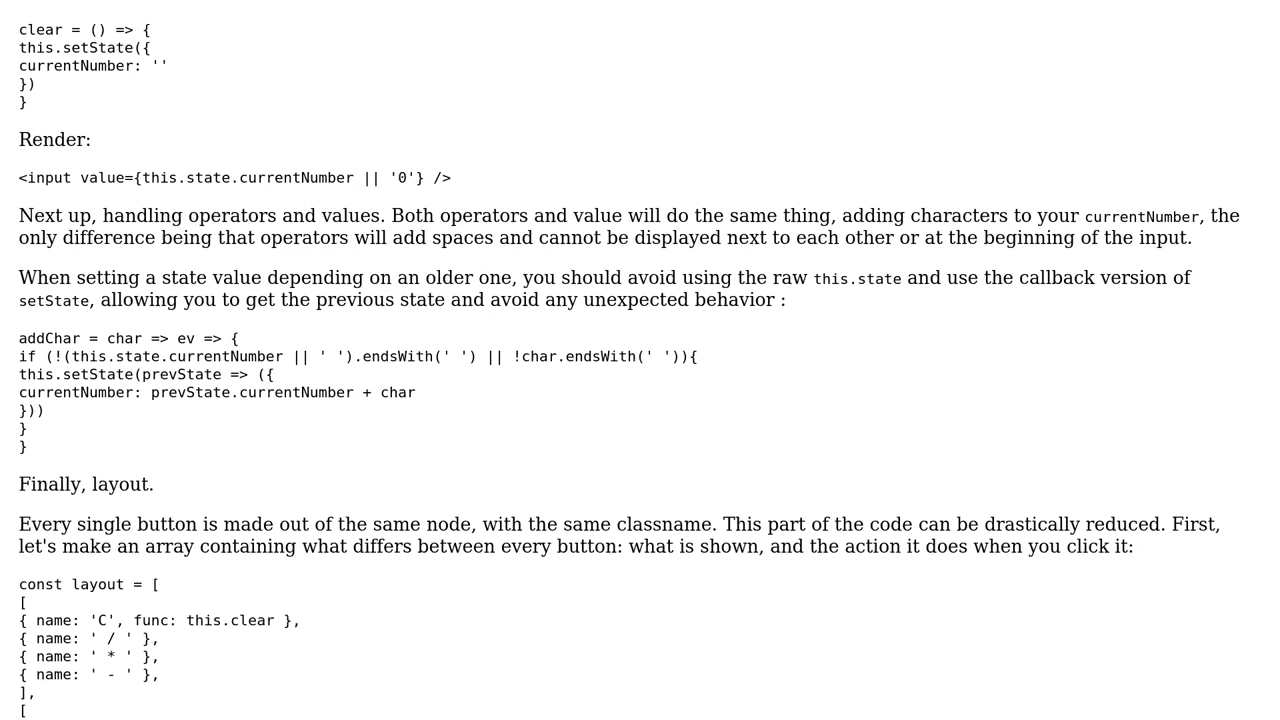 clear = () => {
this.setState({
currentNumber: ''
})
}
Render:
<input value={this.state.currentNumber || '0'} />
Next up, handling operators and values. Both operators and value will do the same thing, adding characters to your currentNumber, the
only difference being that operators will add spaces and cannot be displayed next to each other or at the beginning of the input.
When setting a state value depending on an older one, you should avoid using the raw this.state and use the callback version of
setState, allowing you to get the previous state and avoid any unexpected behavior :
addChar = char => ev => {
if (!(this.state.currentNumber || ' ').endsWith(' ') || !char.endsWith(' ')){
this.setState(prevState => ({
currentNumber: prevState.currentNumber + char
}))
}
}
Finally, layout.
Every single button is made out of the same node, with the same classname. This part of the code can be drastically reduced. First,
let's make an array containing what differs between every button: what is shown, and the action it does when you click it:
const layout = [
[
{ name: 'C', func: this.clear },
{ name: ' / ' },
{ name: ' * ' },
{ name: ' - ' },
],
[